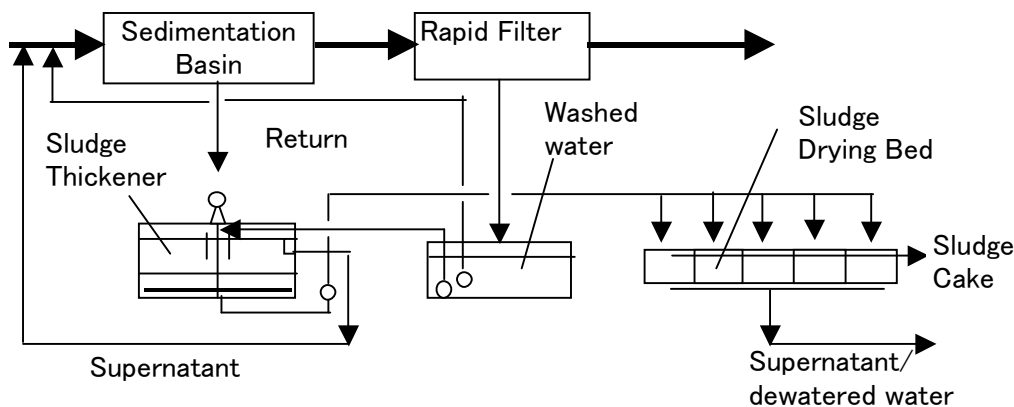 Sedimentation
Basin
Rapid Filter
Sludge
Thickener
Return
Washed
water
Sludge
Drying Bed
Sludge
Cake
Supernatant
Supernatant/
dewatered water